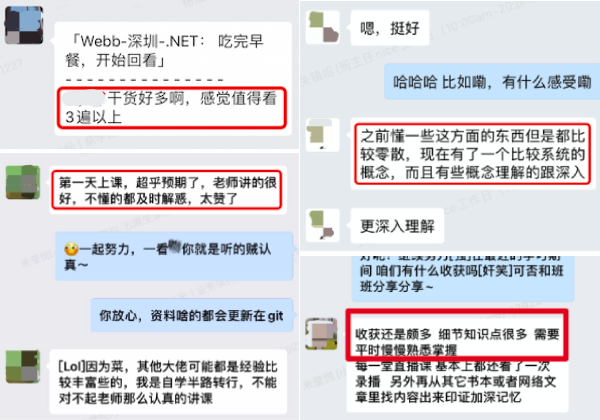 「Webb-深圳-.NET： 吃完早
餐，开始回看」
- - - - - - - - - - - - - - -
干货好多啊，感觉值得看
3遍以上
第一天上课，超乎预期了，老师讲的很
好，不懂的都及时解惑，太赞了
一起努力，一看你就是听的贼认
真~
你放心，资料啥的都会更新在git
[Lol]因为菜，其他大佬可能都是经验比
较丰富些的，我是自学半路转行，不能
对不起老师那么认真的讲课
嗯，挺好
哈哈哈 比如嘞，有什么感受嘞
之前懂一些这方面的东西但是都比
较零散，现在有了一个比较系统的
概念，而且有些概念理解的跟深入
更深入理解
间 咱们有什么收获吗[奸笑]可否和班
班分享分享~
收获还是颇多 细节知识点很多 需要
平时慢慢熟悉掌握
每一堂直播课 基本上都还看了一次
录播 另外再从其它书本或者网络文
章里找内容出来印证加深记忆